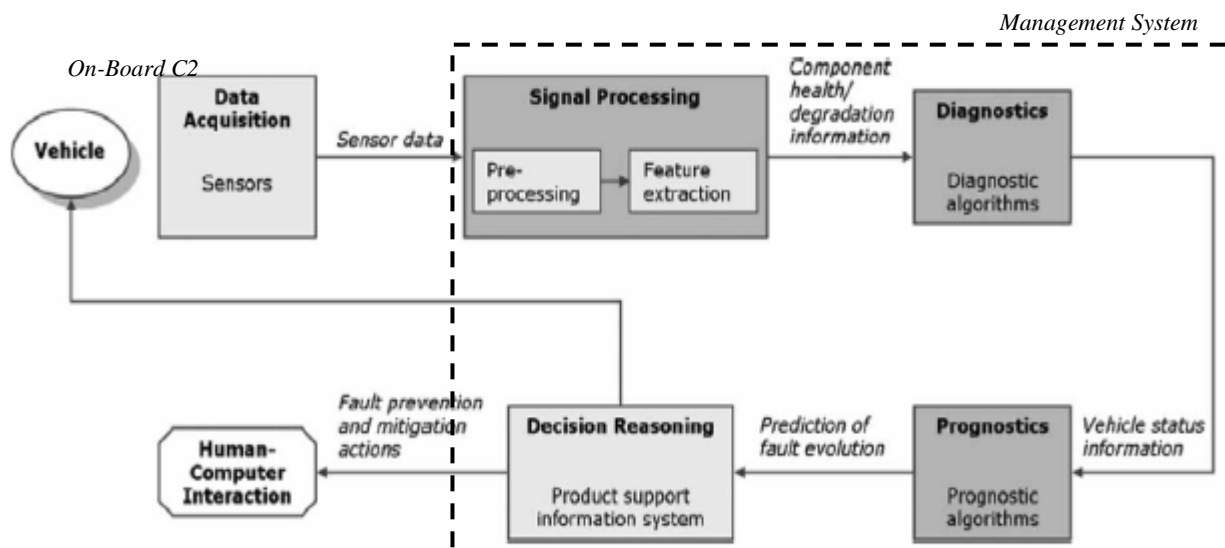 Management System
On-Board C2
Data
Acquisition
Sensors
Vehicle
Sensor data
Signal Processing
Pre-
processing
Feature
extraction
Component
health/
degradation
information
Diagnostics
Diagnostic
algorithms
Vehicle status
information
Prognostics
Prognostic
algorithms
Prediction of
fault evolution
Decision Reasoning
Product support
information system
Fault prevention
and mitigation
actions
Human-
Computer
Interaction